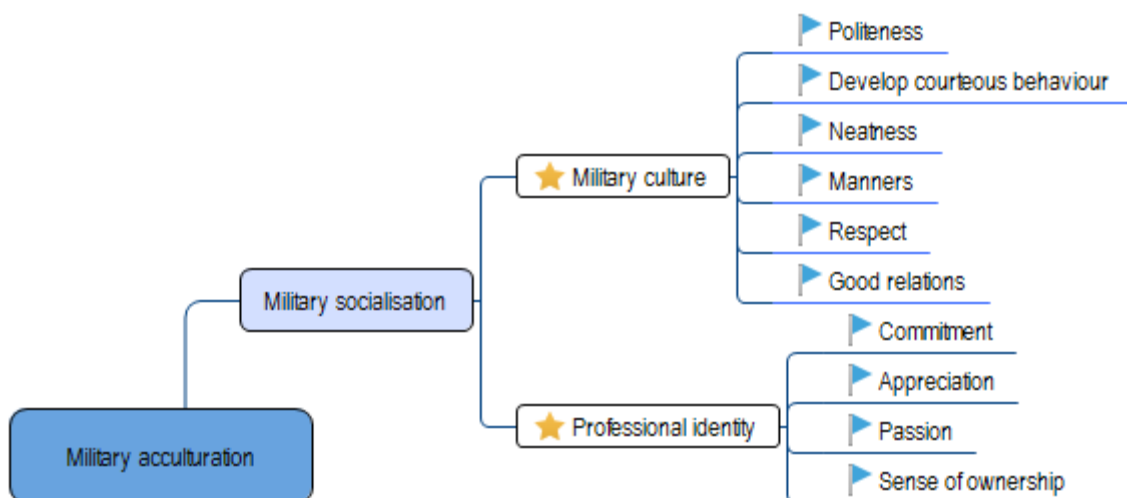 Politeness
Develop courteous behaviour
Neatness
Military culture
Manners
Respect
Military socialisation
Good relations
Commitment
Appreciation
Professional identity
Passion
Military acculturation
Sense of ownership